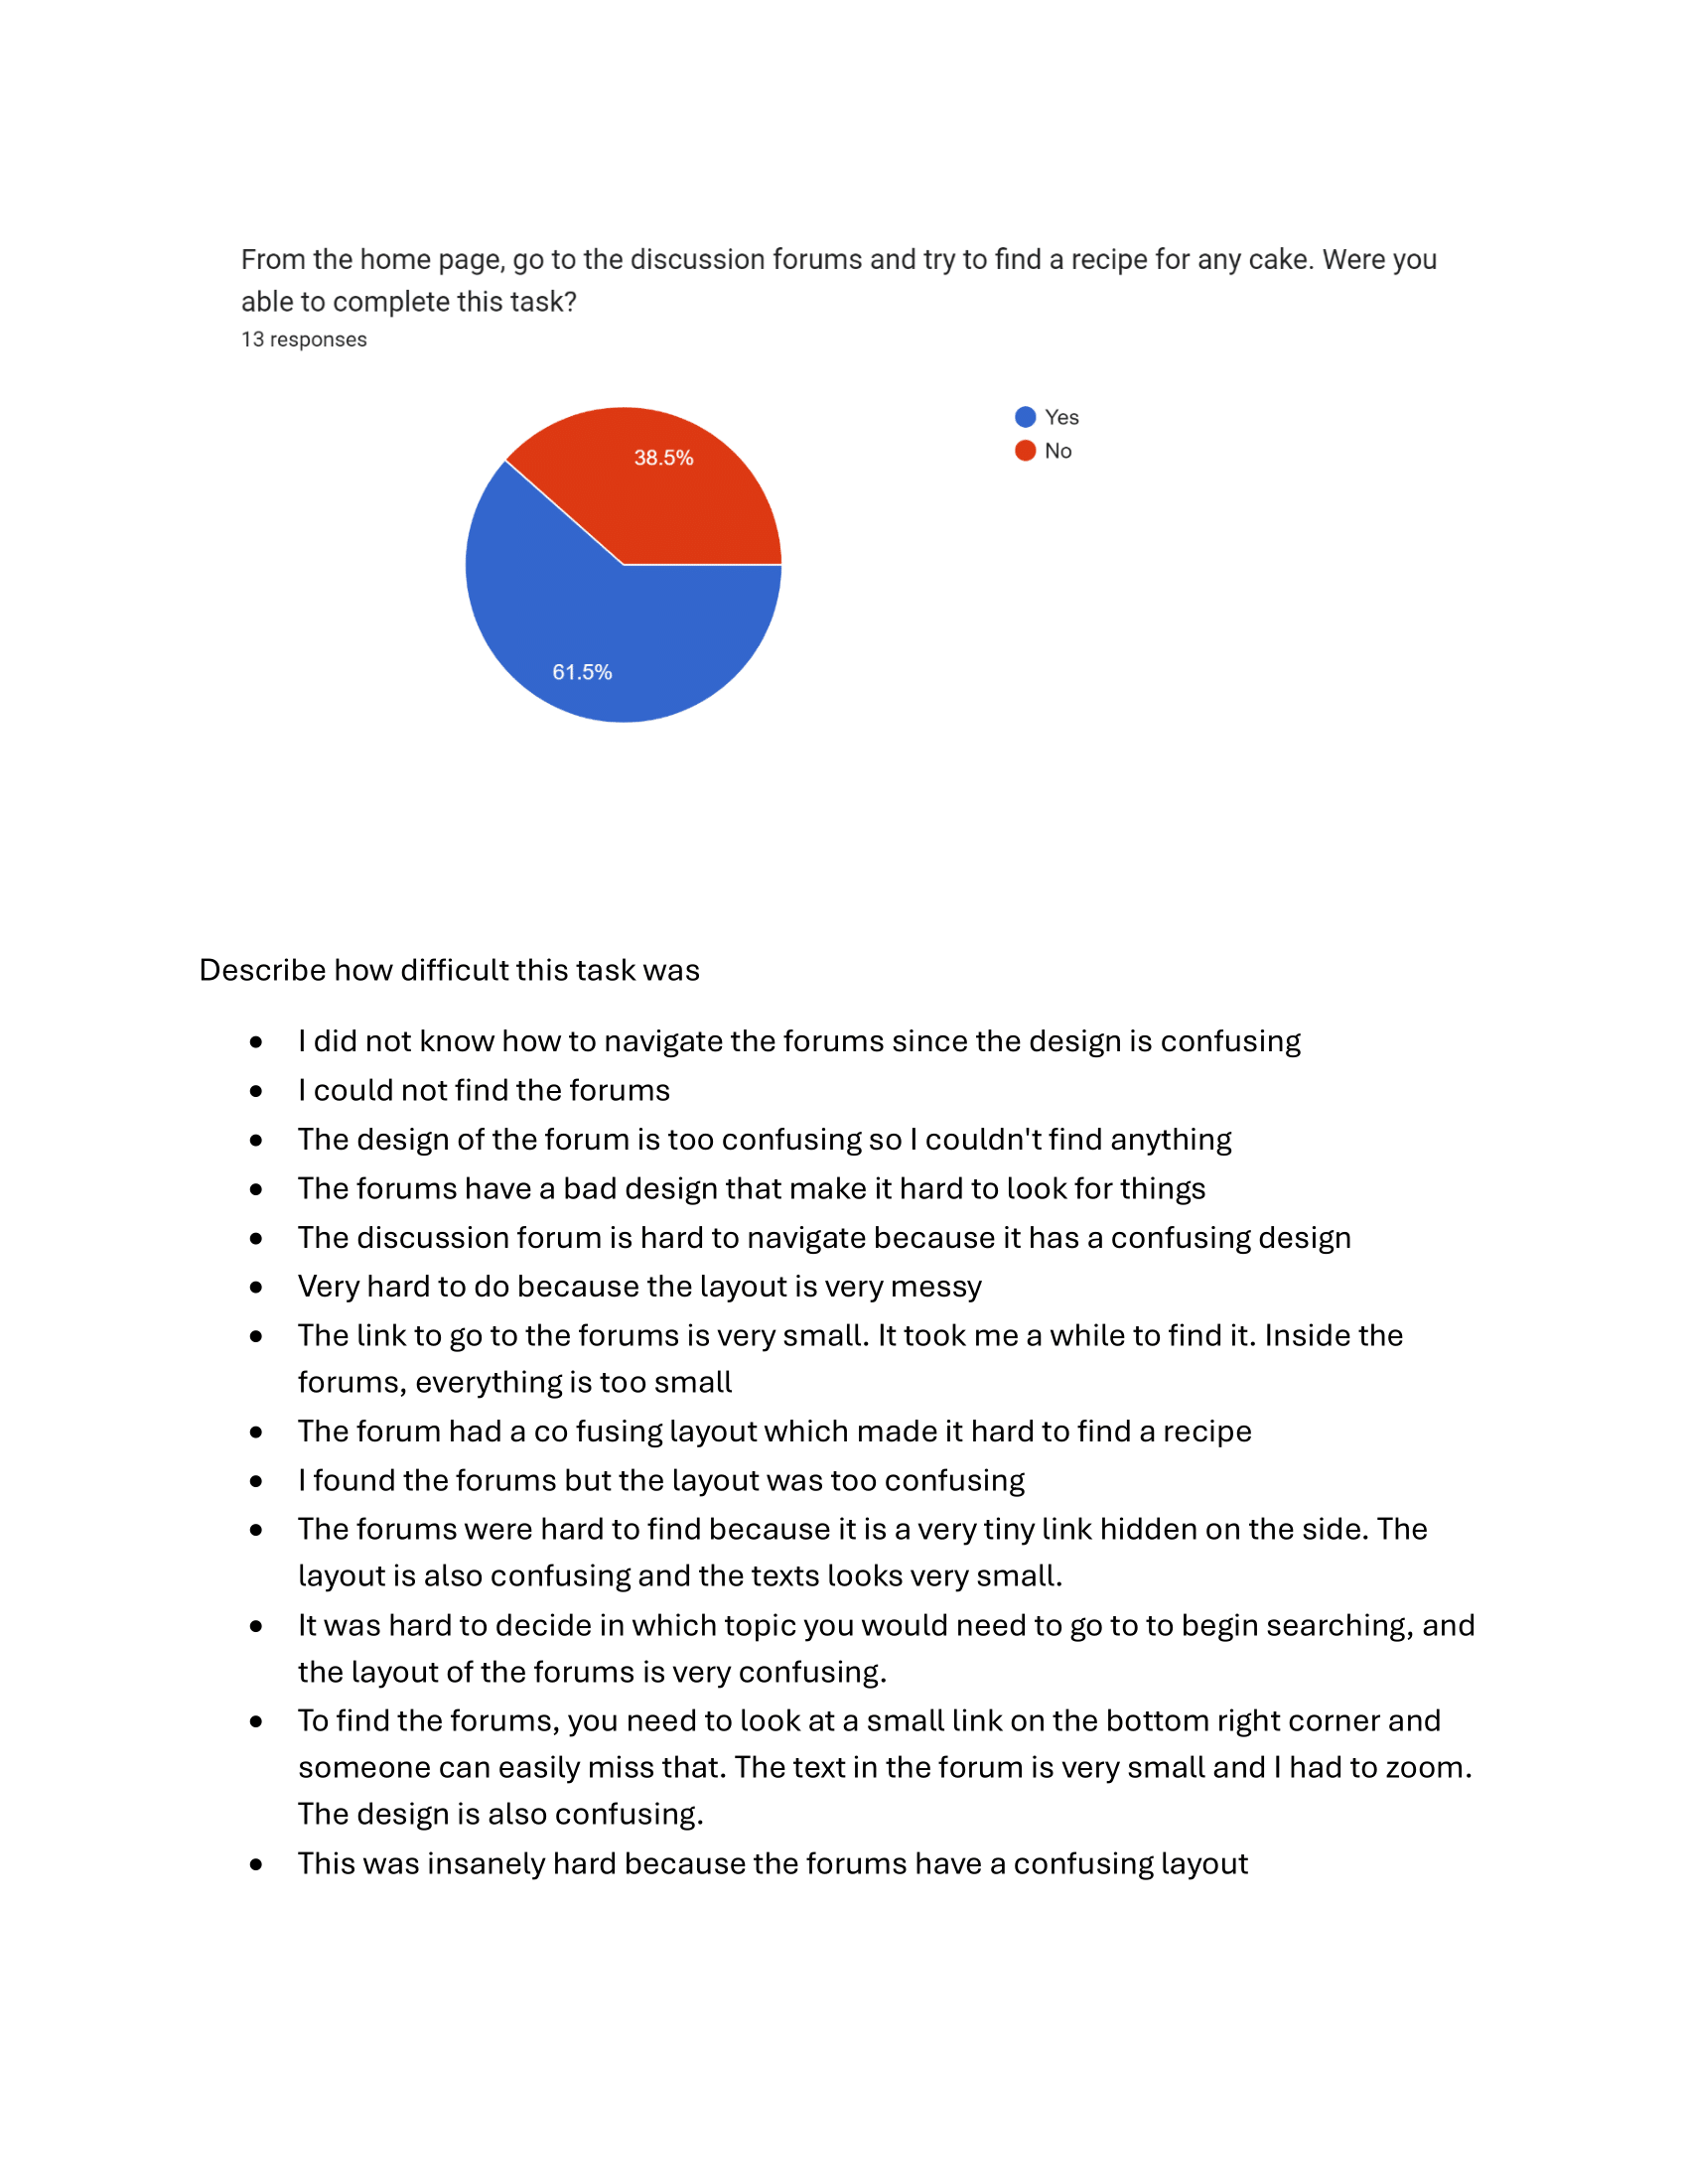 From the home page, go to the discussion forums and try to find a recipe for any cake. Were you
able to complete this task?
13 responses
Yes
No
38.5%
61.5%
Describe how difficult this task was
• I did not know how to navigate the forums since the design is confusing
• I could not find the forums
• The design of the forum is too confusing so I couldn't find anything
• The forums have a bad design that make it hard to look for things
• The discussion forum is hard to navigate because it has a confusing design
• Very hard to do because the layout is very messy
• The link to go to the forums is very small. It took me a while to find it. Inside the
forums, everything is too small
• The forum had a co fusing layout which made it hard to find a recipe
• I found the forums but the layout was too confusing
• The forums were hard to find because it is a very tiny link hidden on the side. The
layout is also confusing and the texts looks very small.
• It was hard to decide in which topic you would need to go to to begin searching, and
the layout of the forums is very confusing.
• To find the forums, you need to look at a small link on the bottom right corner and
someone can easily miss that. The text in the forum is very small and I had to zoom.
The design is also confusing.
• This was insanely hard because the forums have a confusing layout